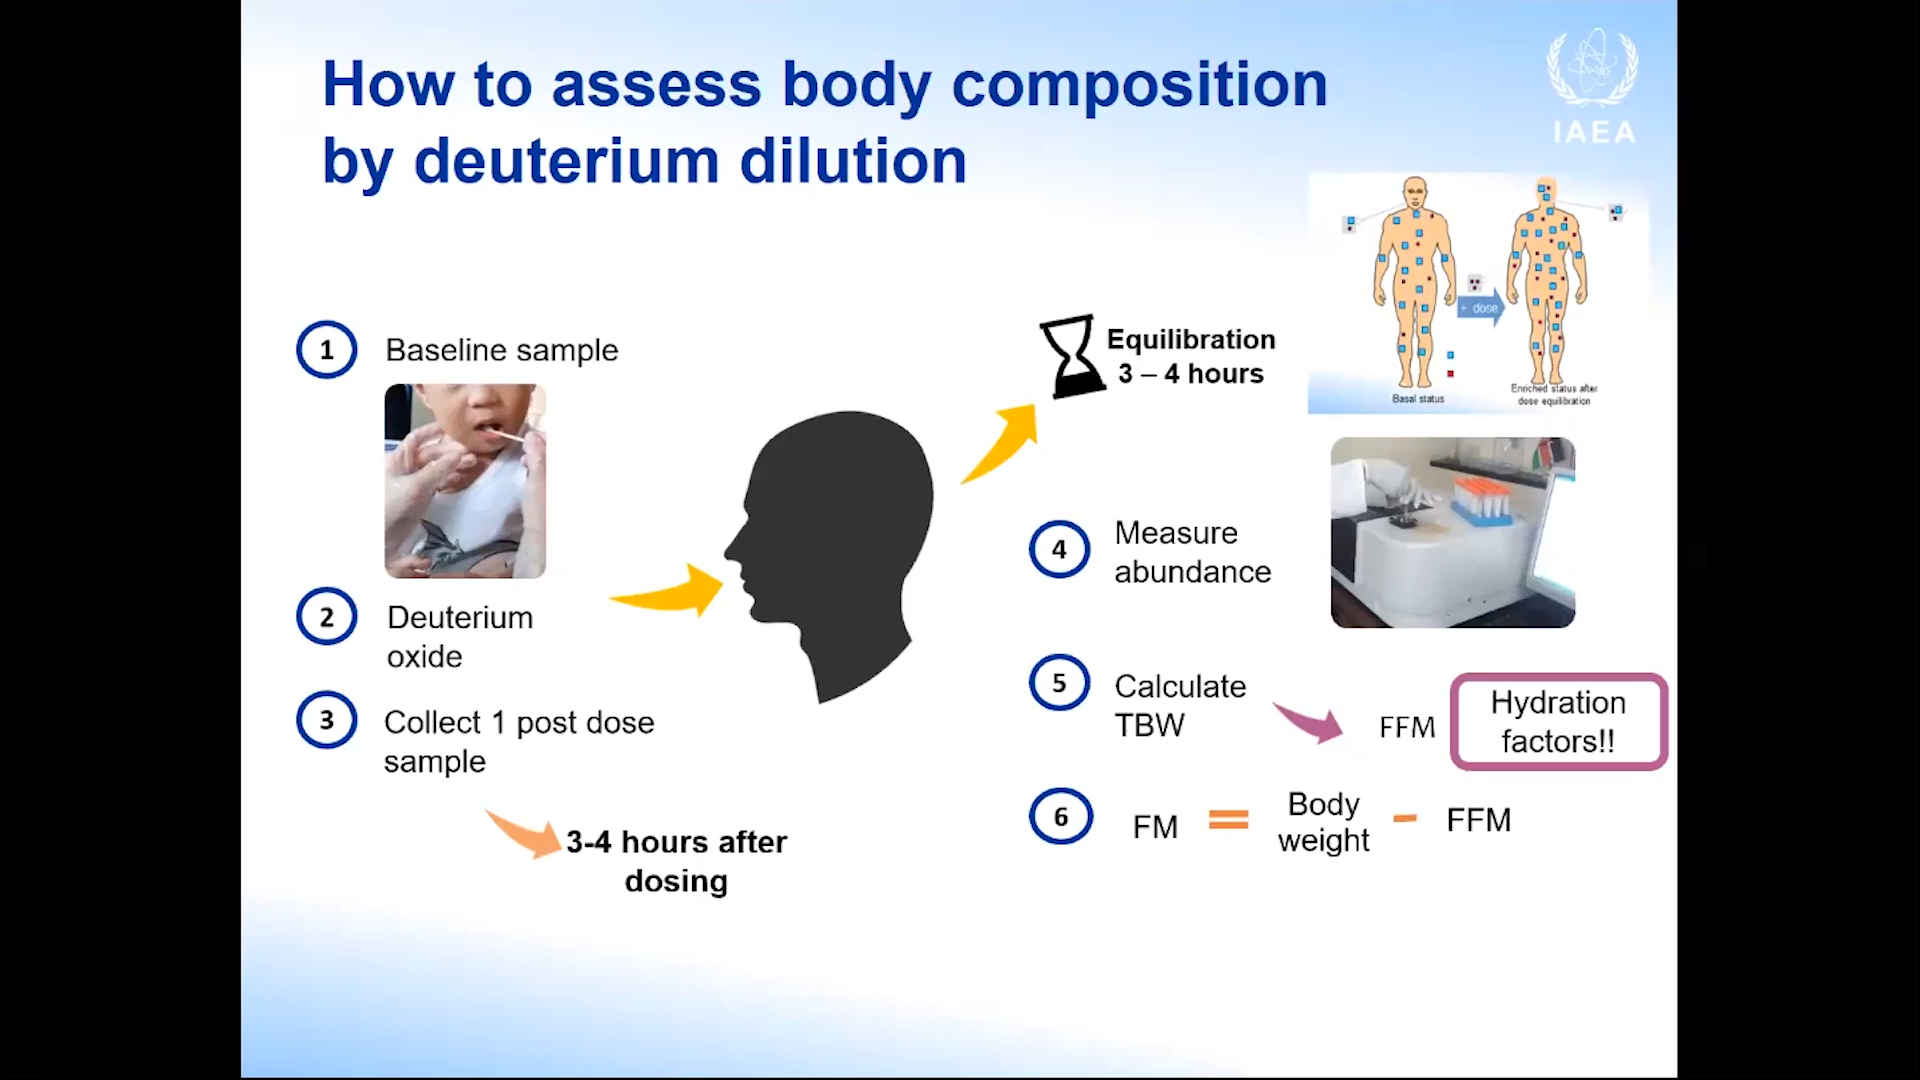 How to assess body composition
by deuterium dilution
IAEA
1
Baseline sample
2
Deuterium
oxide
3
Collect 1 post dose
sample
3-4 hours after
dosing
Equilibration
3 – 4 hours
+ dose
Basal status
Enriched status after
dose equilibration
4
Measure
abundance
5
Calculate
TBW
FFM
Hydration
factors!!
6
FM = Body
weight - FFM